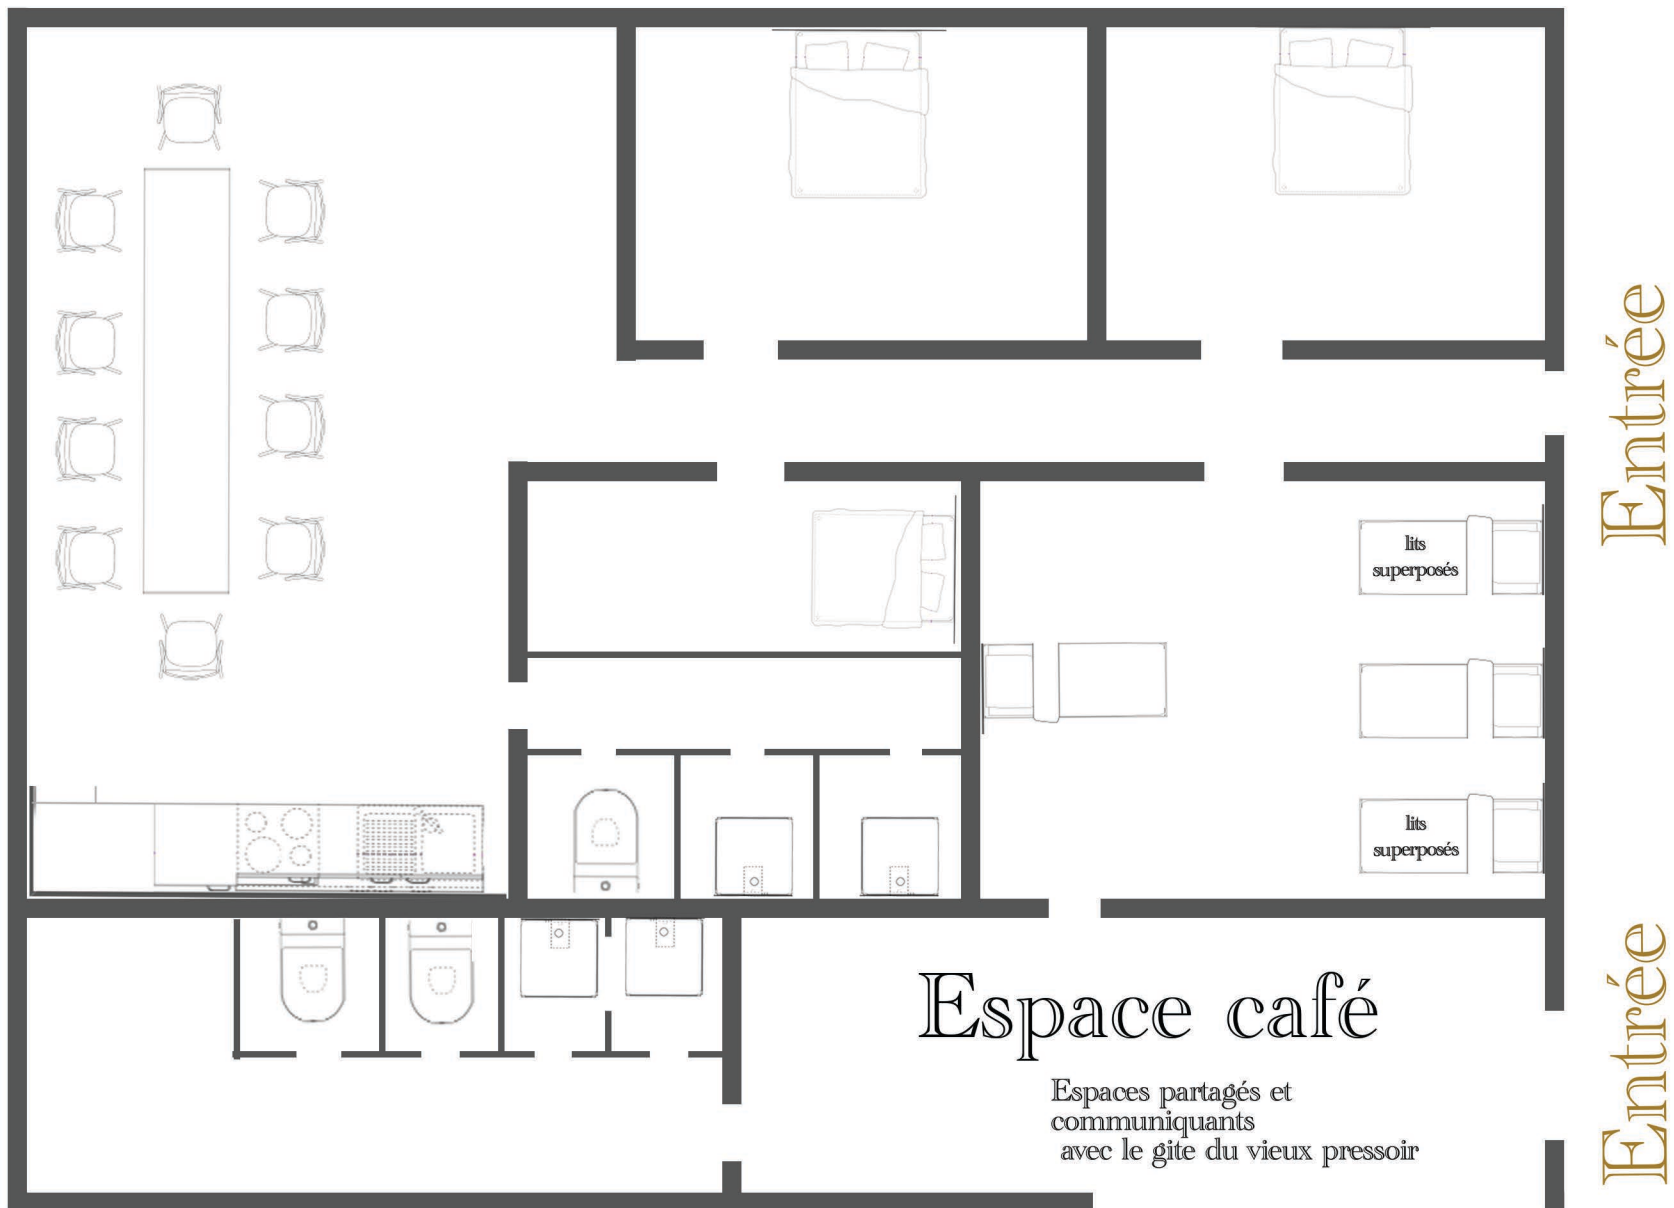 Entrée
lits
superposés
lits
superposés
Espace café
Espaces partagés et
communiquants
avec le gite du vieux pressoir
Entrée